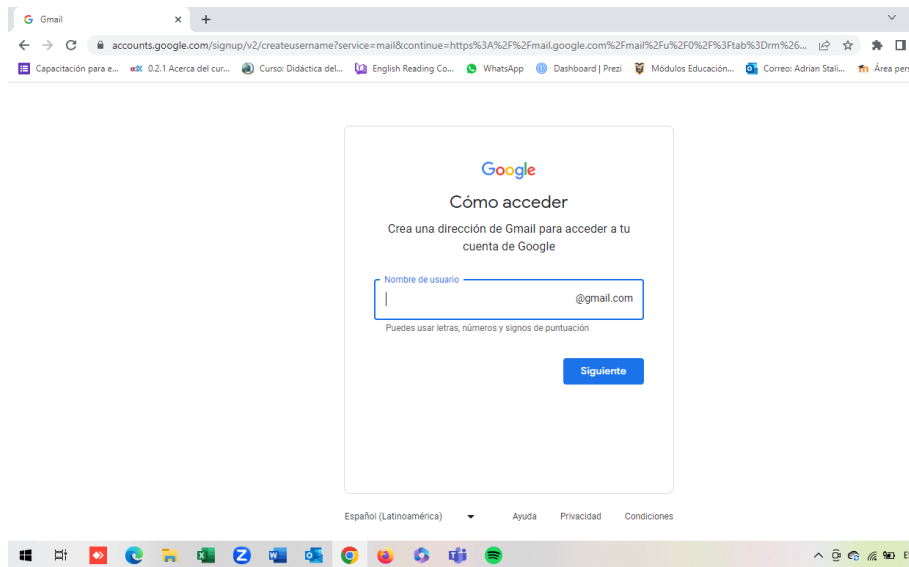 Gmail
accounts.google.com/signup/v2/createusername?service=mail&continue=https%3A%2F%2Fmail.google.com%2Fmail%2Fu%2F0%2F%3Ftab%3Drm%26...
Capacitación para e... edX 0.2.1 Acerca del cur... Curso: Didáctica del... English Reading Co... WhatsApp Dashboard | Prezi Módulos Educación... Correo: Adrian Stali... Área pers
Google
Cómo acceder
Crea una dirección de Gmail para acceder a tu
cuenta de Google
Nombre de usuario
@gmail.com
Puedes usar letras, números y signos de puntuación
Siguiente
Español (Latinoamérica) Ayuda Privacidad Condiciones